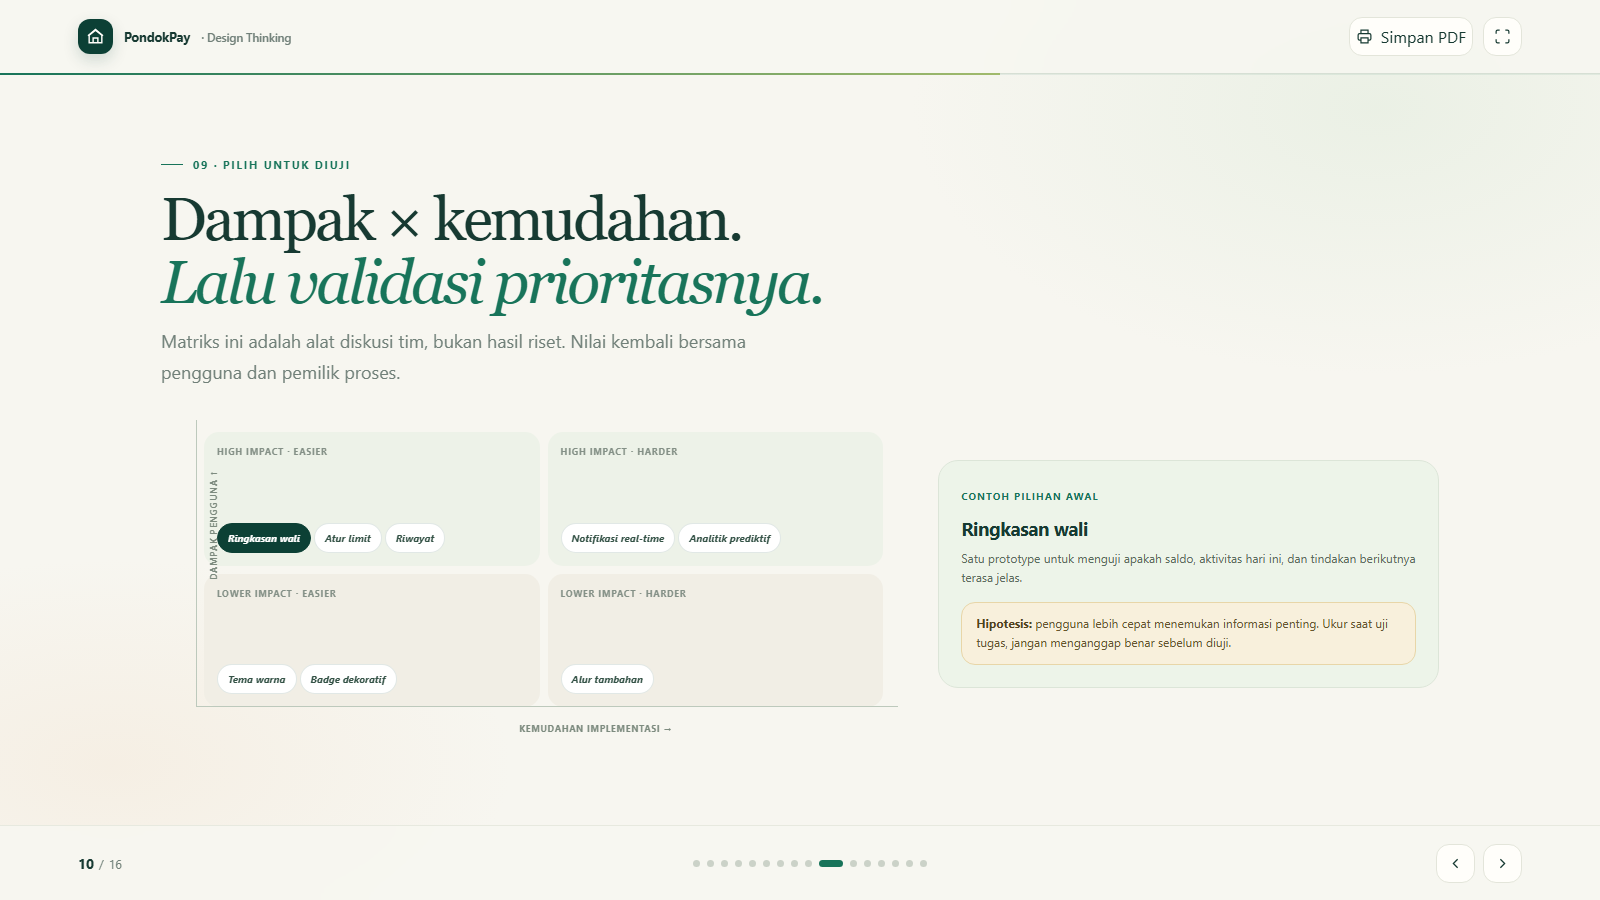 PondokPay · Design Thinking
Simpan PDF
09 · PILIH UNTUK DIUJI
Dampak × kemudahan.
Lalu validasi prioritasnya.
Matriks ini adalah alat diskusi tim, bukan hasil riset. Nilai kembali bersama
pengguna dan pemilik proses.
DAMPAK PENGGUNA ↑
HIGH IMPACT · EASIER
Ringkasan wali
Atur limit
Riwayat
HIGH IMPACT · HARDER
Notifikasi real-time
Analitik prediktif
LOWER IMPACT · EASIER
Tema warna
Badge dekoratif
LOWER IMPACT · HARDER
Alur tambahan
KEMUDAHAN IMPLEMENTASI →
CONTOH PILIHAN AWAL
Ringkasan wali
Satu prototype untuk menguji apakah saldo, aktivitas hari ini, dan tindakan berikutnya
terasa jelas.
Hipotesis: pengguna lebih cepat menemukan informasi penting. Ukur saat uji
tugas, jangan menganggap benar sebelum diuji.
10 / 16